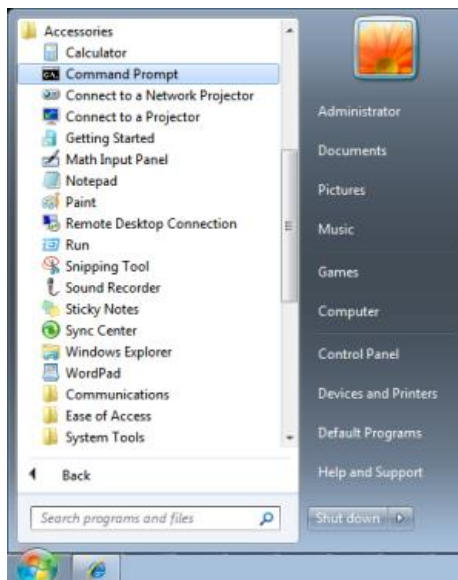 Accessories
Calculator
Command Prompt
Connect to a Network Projector
Connect to a Projector
Getting Started
Math Input Panel
Notepad
Paint
Remote Desktop Connection
Run
Snipping Tool
Sound Recorder
Sticky Notes
Sync Center
Windows Explorer
WordPad
Communications
Ease of Access
System Tools
Back
Search programs and files
Administrator
Documents
Pictures
Music
Games
Computer
Control Panel
Devices and Printers
Default Programs
Help and Support
Shut down